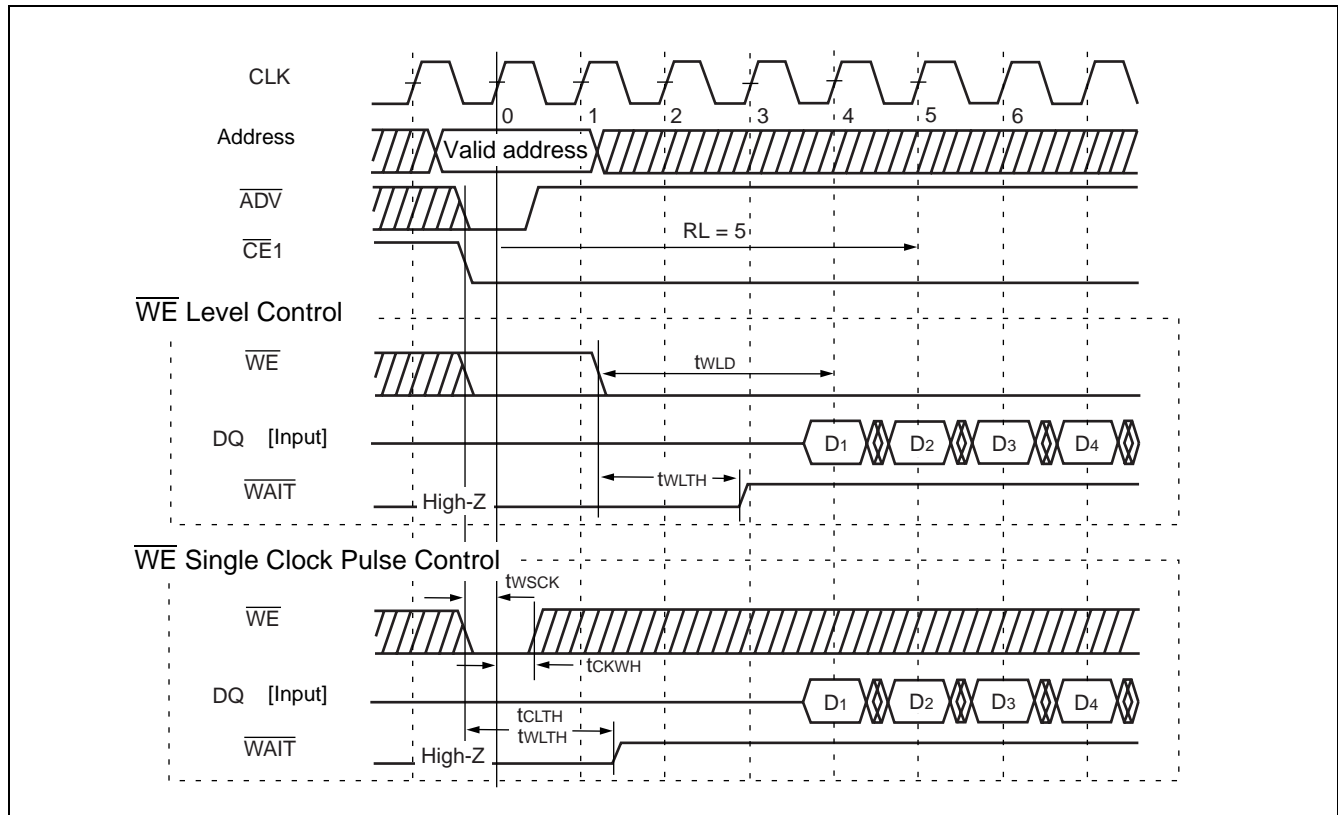 CLK
0 1 2 3 4 5 6
Address
Valid address
ADV
RL = 5
CE1
WE Level Control
WE
tWLD
DQ [Input]
D1 D2 D3 D4
tWLTH
WAIT
High-Z
WE Single Clock Pulse Control
tWSCK
WE
tCKWH
DQ [Input]
D1 D2 D3 D4
tCLTH
tWLTH
WAIT
High-Z